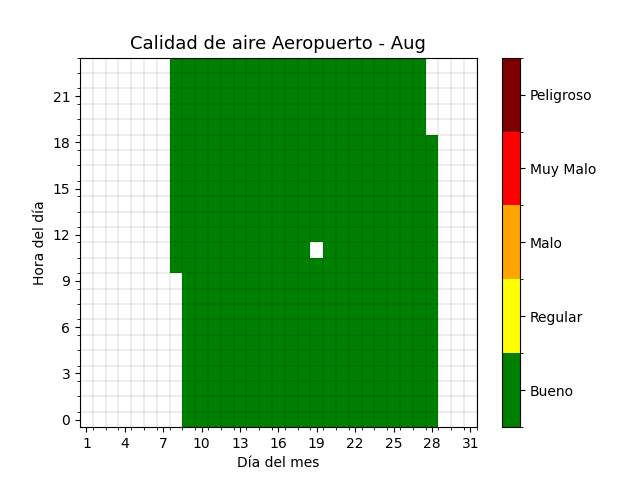 Calidad de aire Aeropuerto - Aug
Hora del día
21
18
15
12
9
6
3
0
1 4 7 10 13 16 19 22 25 28 31
Día del mes
Peligroso
Muy Malo
Malo
Regular
Bueno